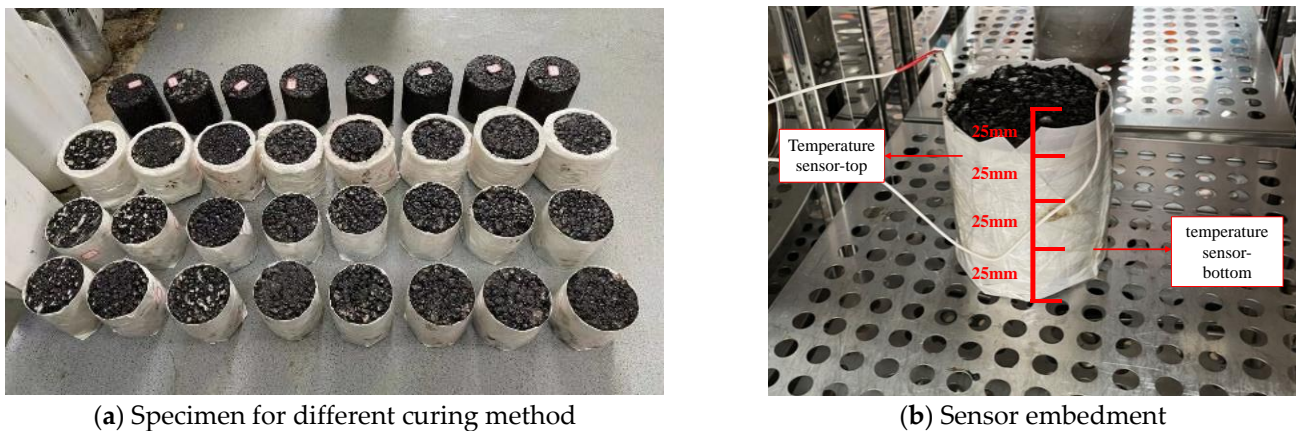 25mm
Temperature
sensor-top
25mm
25mm
temperature
sensor-
bottom
25mm
(a) Specimen for different curing method
(b) Sensor embedment